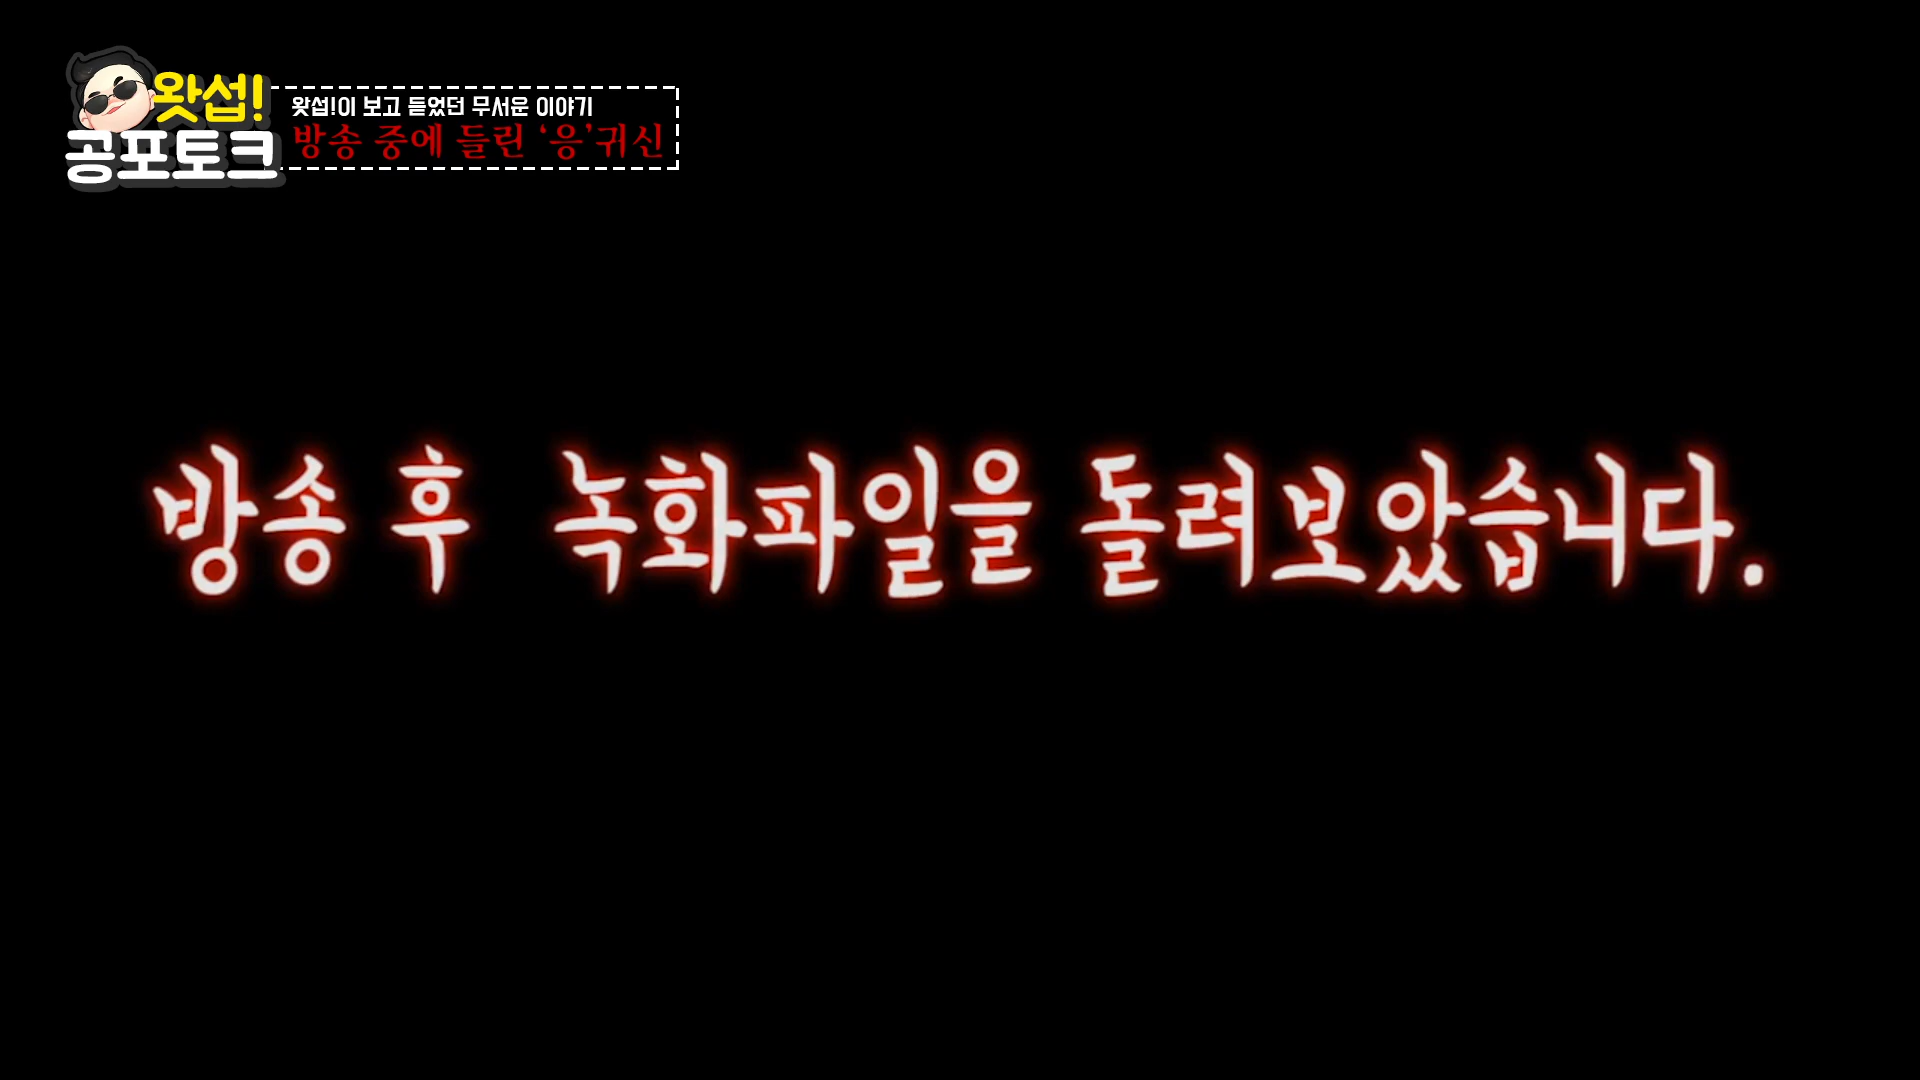 왓섭!
공포토크
왓섭!이 보고 듣었던 무서운 이야기
방송 중에 들린 ‘응’귀신
방송 후 녹화파일을 돌려보았습니다.